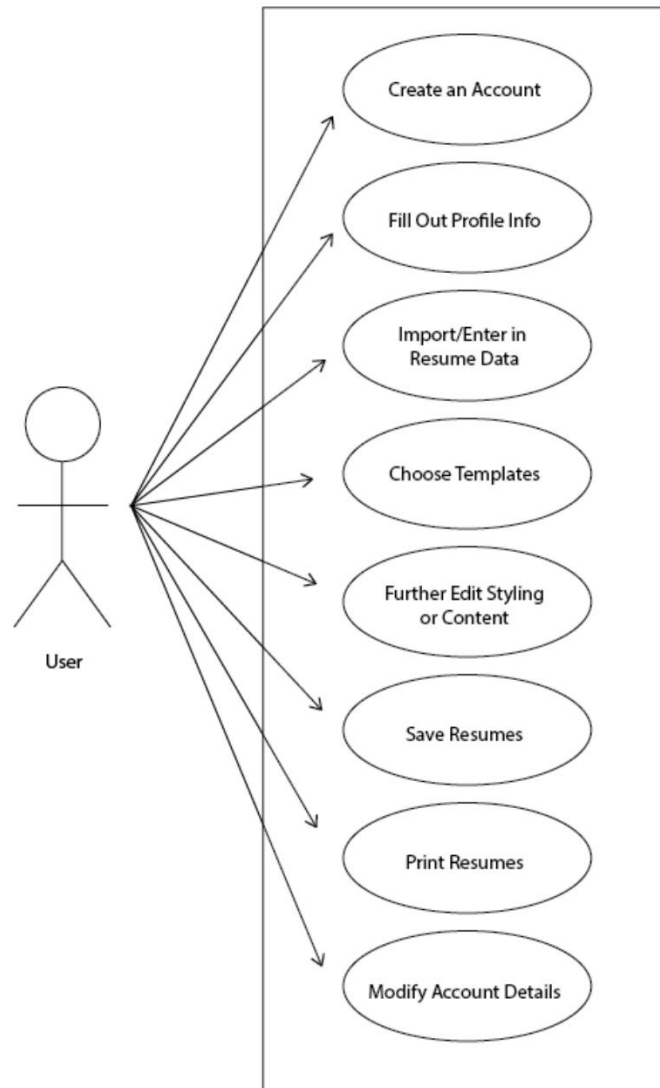 Create an Account
Fill Out Profile Info
Import/Enter in
Resume Data
Choose Templates
Further Edit Styling
or Content
User
Save Resumes
Print Resumes
Modify Account Details